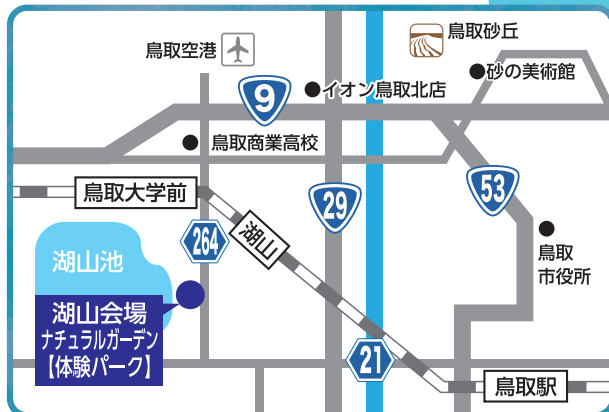 鳥取空港
鳥取砂丘
砂の美術館
イオン鳥取北店
9
鳥取商業高校
鳥取大学前
29
53
264
湖山
湖山池
鳥取
市役所
湖山会場
ナチュラルガーデン
【体験パーク】
21
鳥取駅